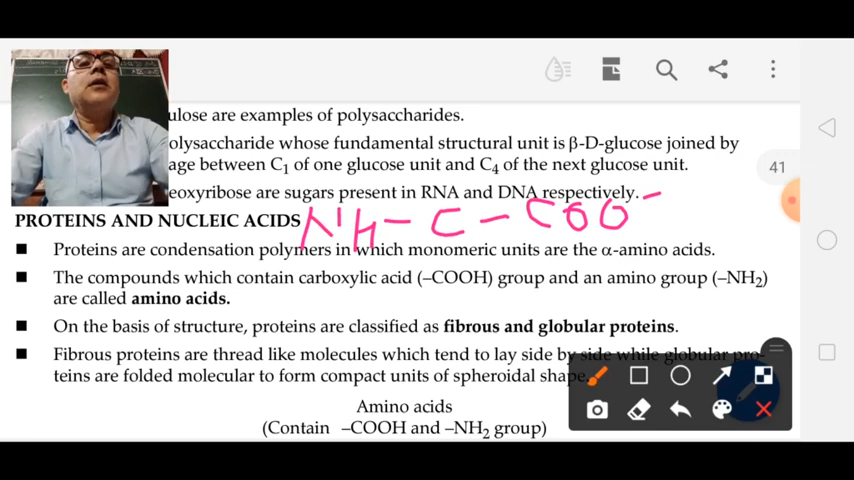 ulose are examples of polysaccharides.
olysaccharide whose fundamental structural unit is β-D-glucose joined by
age between C₁ of one glucose unit and C₄ of the next glucose unit.
41
eoxyribose are sugars present in RNA and DNA respectively.
PROTEINS AND NUCLEIC ACIDS
NH – C – COO⁻
■ Proteins are condensation polymers in which monomeric units are the α-amino acids.
■ The compounds which contain carboxylic acid (–COOH) group and an amino group (–NH₂)
are called amino acids.
■ On the basis of structure, proteins are classified as fibrous and globular proteins.
■ Fibrous proteins are thread like molecules which tend to lay side by side while globular pro-
teins are folded molecular to form compact units of spheroidal shape.
Amino acids
(Contain –COOH and –NH₂ group)